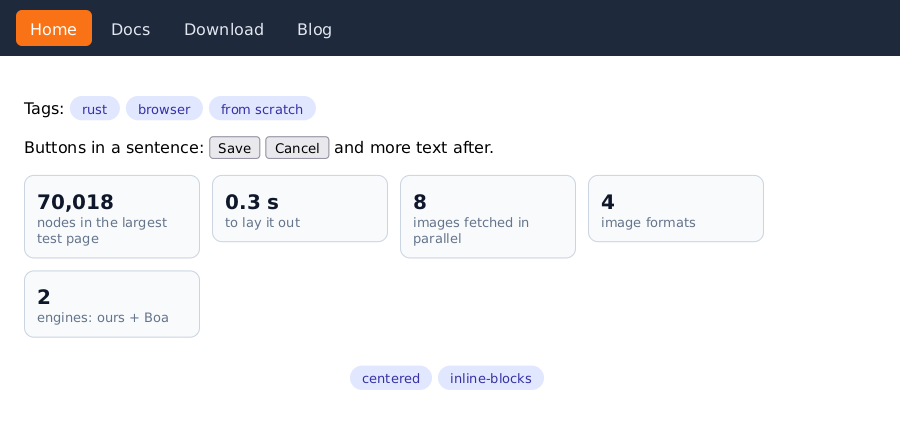 Home Docs Download Blog
Tags: rust browser from scratch
Buttons in a sentence: Save Cancel and more text after.
70,018
nodes in the largest
test page
0.3 s
to lay it out
8
images fetched in
parallel
4
image formats
2
engines: ours + Boa
centered inline-blocks